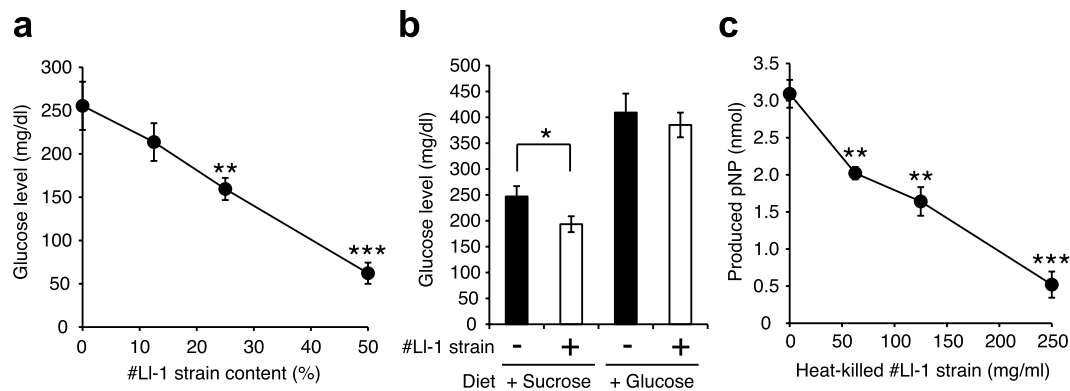 a
Glucose level (mg/dl)
300
250
200
150
100
50
0
**
***
0 10 20 30 40 50
#LI-1 strain content (%)
b
Glucose level (mg/dl)
500
450
400
350
300
250
200
150
100
50
0
*
#LI-1 strain - + - +
Diet + Sucrose + Glucose
c
Produced pNP (nmol)
3.5
3.0
2.5
2.0
1.5
1.0
0.5
0
**
**
***
0 50 100 150 200 250
Heat-killed #LI-1 strain (mg/ml)